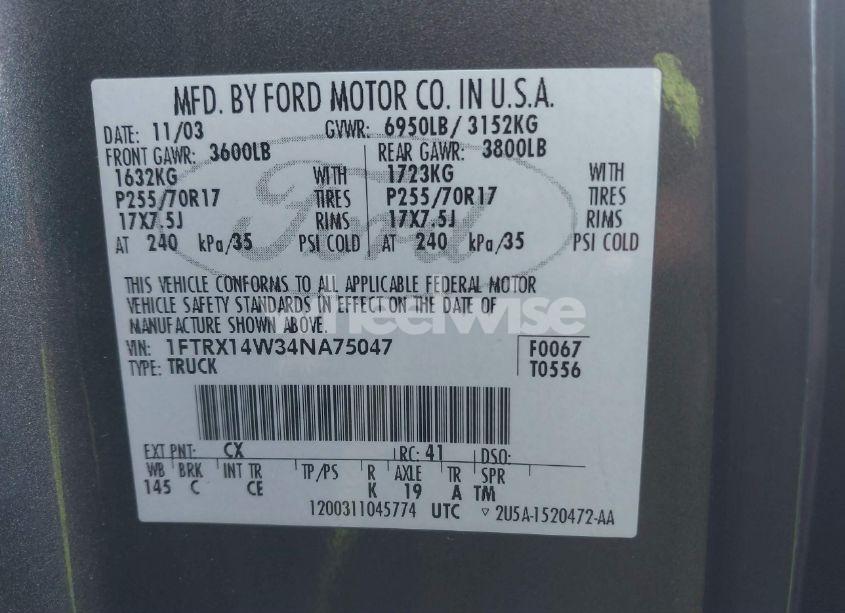 MFD. BY FORD MOTOR CO. IN U.S.A.
DATE: 11/03 GVWR: 6950LB/ 3152KG
FRONT GAWR: 3600LB REAR GAWR: 3800LB
1632KG WITH 1723KG WITH
P255/70R17 TIRES P255/70R17 TIRES
17X7.5J RIMS 17X7.5J RIMS
AT 240 kPa/35 PSI COLD AT 240 kPa/35 PSI COLD
Ford
THIS VEHICLE CONFORMS TO ALL APPLICABLE FEDERAL MOTOR
VEHICLE SAFETY STANDARDS IN EFFECT ON THE DATE OF
MANUFACTURE SHOWN ABOVE.
VIN: 1FTRX14W34NA75047 F0067
TYPE: TRUCK T0556
EXT PNT: CX RC: 41 DSO:
WB BRK INT TR TP/PS R AXLE TR SPR
145 C CE K 19 A TM
1200311045774 UTC ▽ 2U5A-1520472-AA